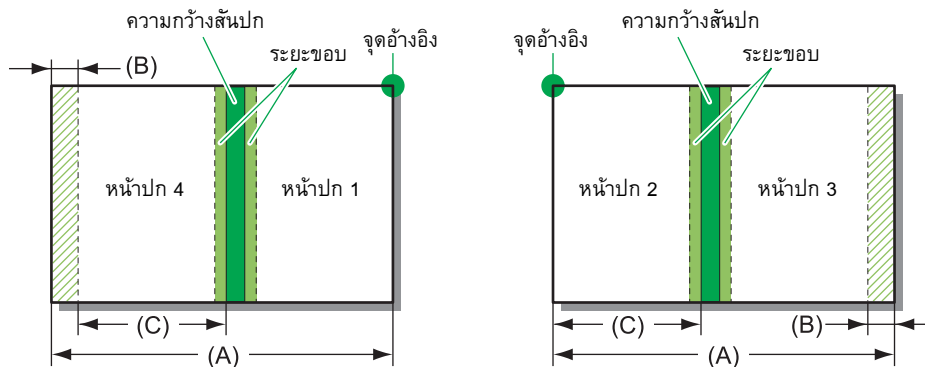 ความกว้างสันปก
จุดอ้างอิง
ระยะขอบ
(B)
หน้าปก 4
หน้าปก 1
(C)
(A)
จุดอ้างอิง
ความกว้างสันปก
ระยะขอบ
หน้าปก 2
หน้าปก 3
(C)
(B)
(A)